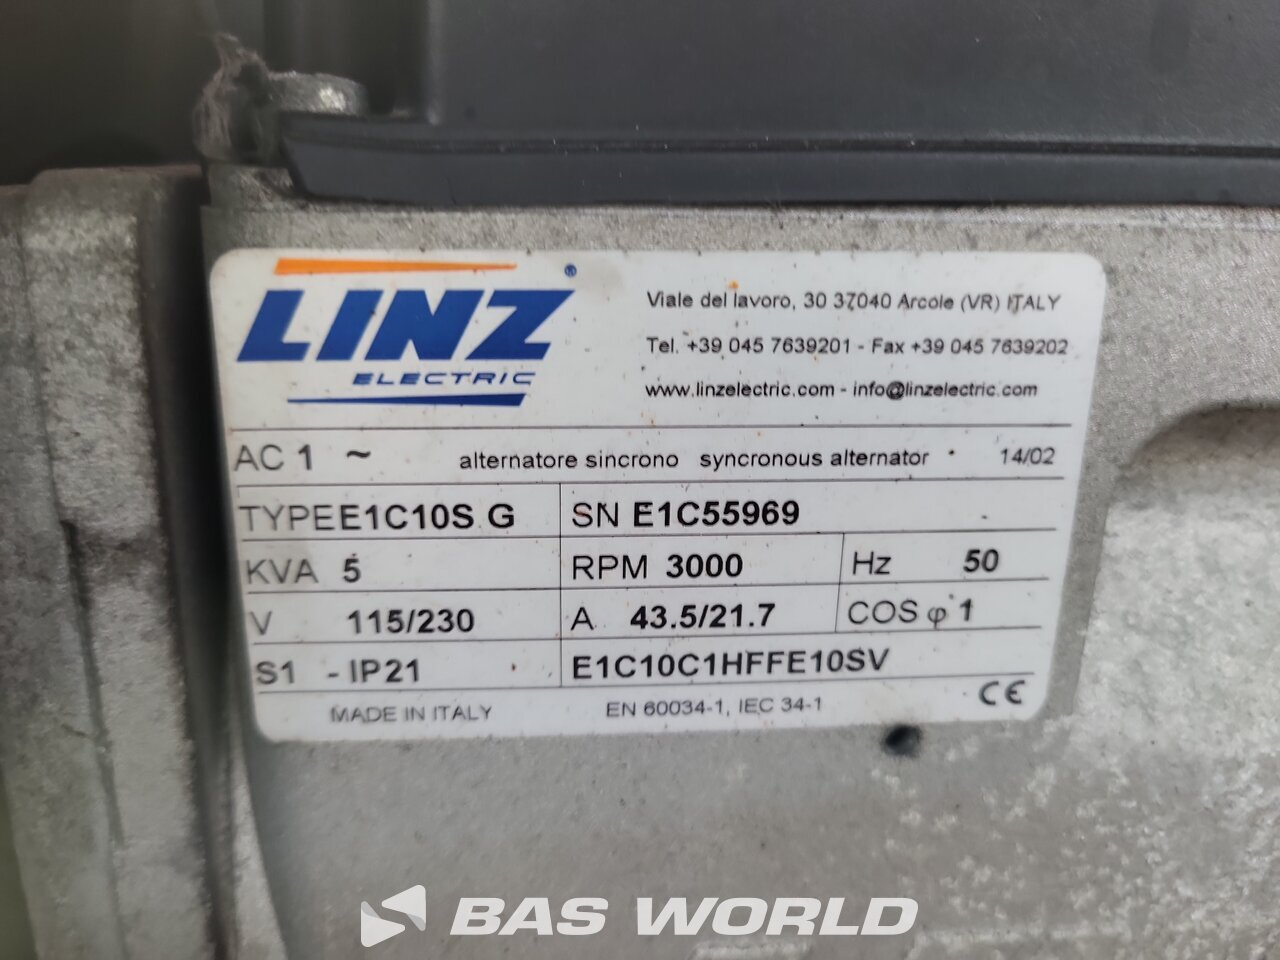 LINZ ®
ELECTRIC
Viale del lavoro, 30 37040 Arcole (VR) ITALY
Tel. +39 045 7639201 - Fax +39 045 7639202
www.linzelectric.com - info@linzelectric.com
AC 1 ~ alternatore sincrono syncronous alternator 14/02
TYPE E1C10S G SN E1C55969
KVA 5 RPM 3000 Hz 50
V 115/230 A 43.5/21.7 COS φ 1
S1 - IP21 E1C10C1HFFE10SV
MADE IN ITALY EN 60034-1, IEC 34-1 CE
BAS WORLD